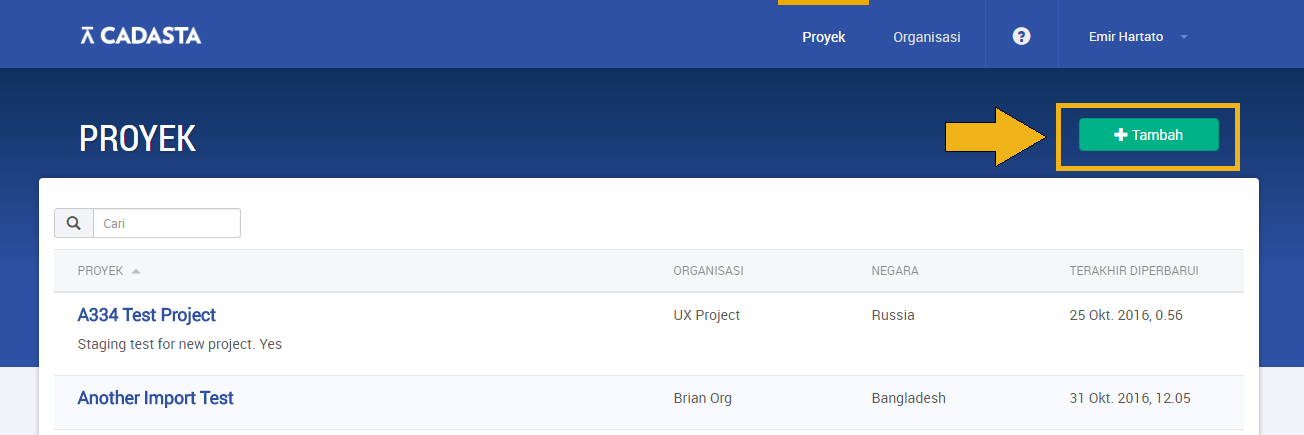 CADASTA
Proyek Organisasi ? Emir Hartato
PROYEK
+ Tambah
Cari
PROYEK ORGANISASI NEGARA TERAKHIR DIPERBARUI
A334 Test Project UX Project Russia 25 Okt. 2016, 0.56
Staging test for new project. Yes
Another Import Test Brian Org Bangladesh 31 Okt. 2016, 12.05